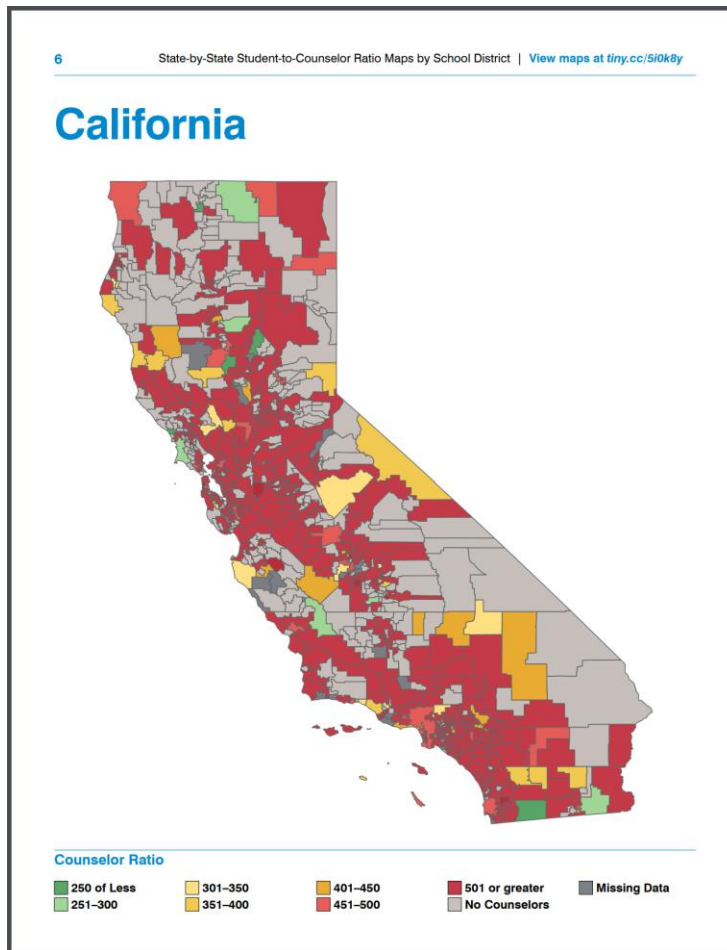 6
State-by-State Student-to-Counselor Ratio Maps by School District | View maps at tiny.cc/5i0k8y
California
Counselor Ratio
250 of Less
301–350
401–450
501 or greater
Missing Data
251–300
351–400
451–500
No Counselors